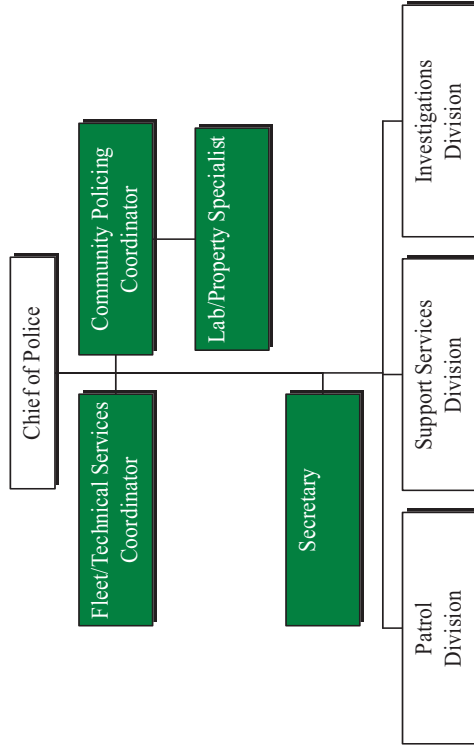 Chief of Police
Fleet/Technical Services
Coordinator
Community Policing
Coordinator
Lab/Property Specialist
Secretary
Patrol
Division
Support Services
Division
Investigations
Division